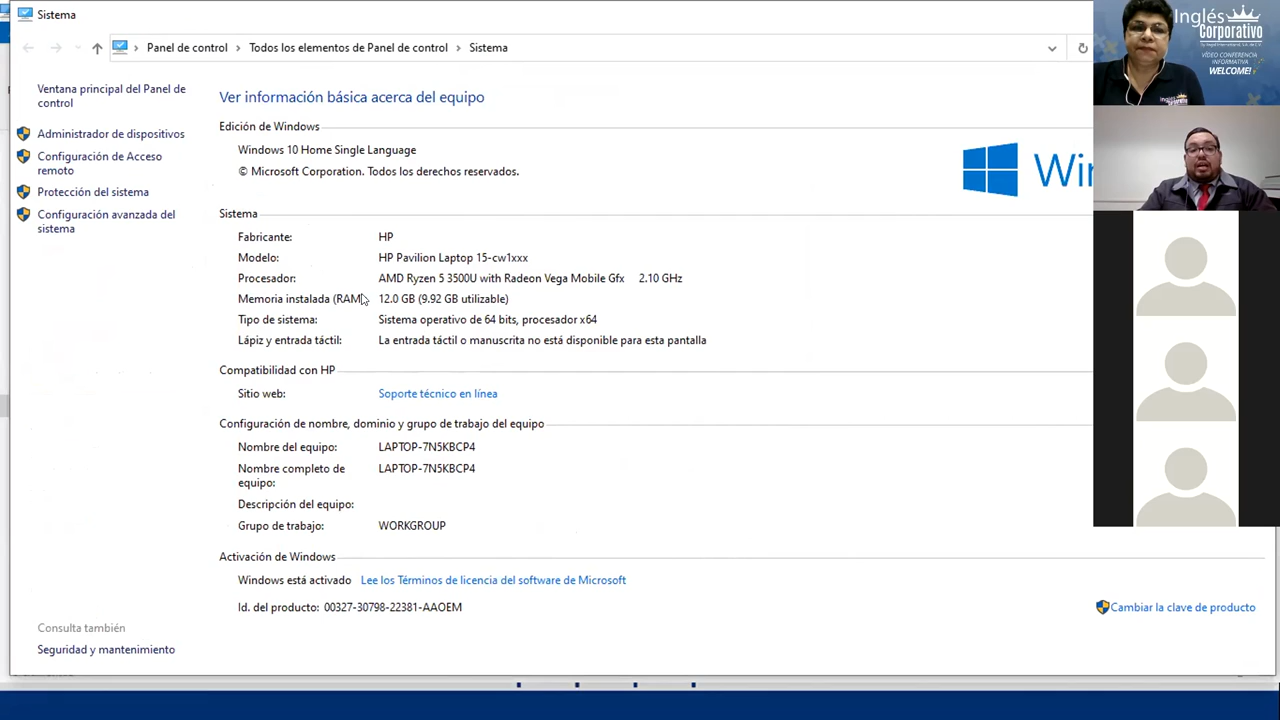 Sistema
Panel de control
Todos los elementos de Panel de control
Sistema
Ventana principal del Panel de
control
Administrador de dispositivos
Configuración de Acceso
remoto
Protección del sistema
Configuración avanzada del
sistema
Consulta también
Seguridad y mantenimiento
Ver información básica acerca del equipo
Edición de Windows
Windows 10 Home Single Language
© Microsoft Corporation. Todos los derechos reservados.
Sistema
Fabricante: HP
Modelo: HP Pavilion Laptop 15-cw1xxx
Procesador: AMD Ryzen 5 3500U with Radeon Vega Mobile Gfx 2.10 GHz
Memoria instalada (RAM) 12.0 GB (9.92 GB utilizable)
Tipo de sistema: Sistema operativo de 64 bits, procesador x64
Lápiz y entrada táctil: La entrada táctil o manuscrita no está disponible para esta pantalla
Compatibilidad con HP
Sitio web: Soporte técnico en línea
Configuración de nombre, dominio y grupo de trabajo del equipo
Nombre del equipo: LAPTOP-7N5KBCP4
Nombre completo de LAPTOP-7N5KBCP4
equipo:
Descripción del equipo:
Grupo de trabajo: WORKGROUP
Activación de Windows
Windows está activado Lee los Términos de licencia del software de Microsoft
Id. del producto: 00327-30798-22381-AAOEM
Cambiar la clave de producto
Inglés
Corporativo
VÍDEO CONFERENCIA
INFORMATIVA
WELCOME!